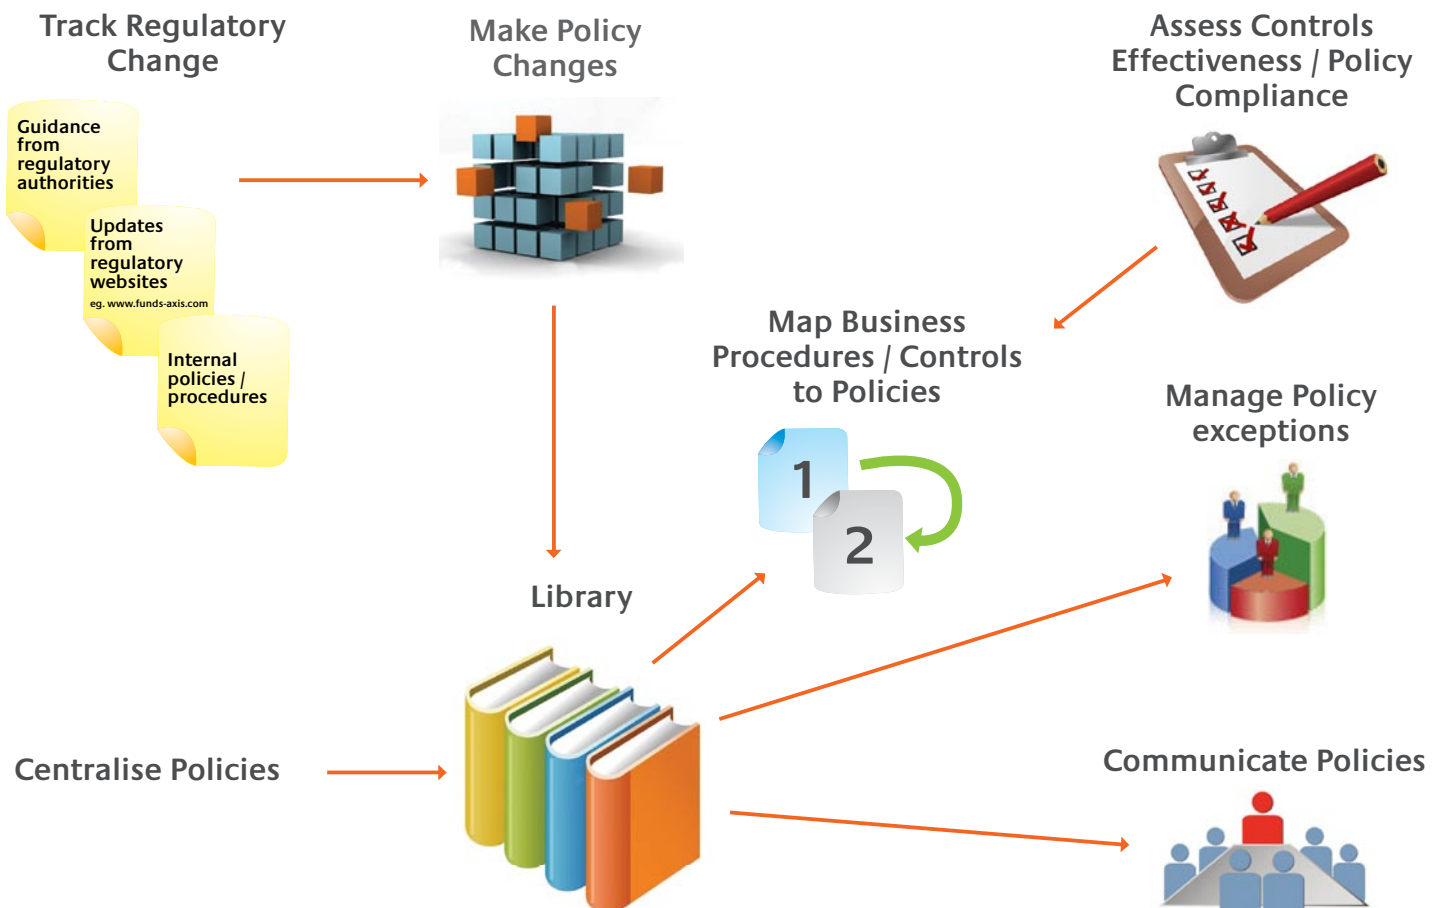 Track Regulatory
Change
Make Policy
Changes
Assess Controls
Effectiveness / Policy
Compliance
Guidance
from
regulatory
authorities
Updates
from
regulatory
websites
eg. www.funds-axis.com
Internal
policies /
procedures
Map Business
Procedures / Controls
to Policies
1
2
Manage Policy
exceptions
Library
Centralise Policies
Communicate Policies